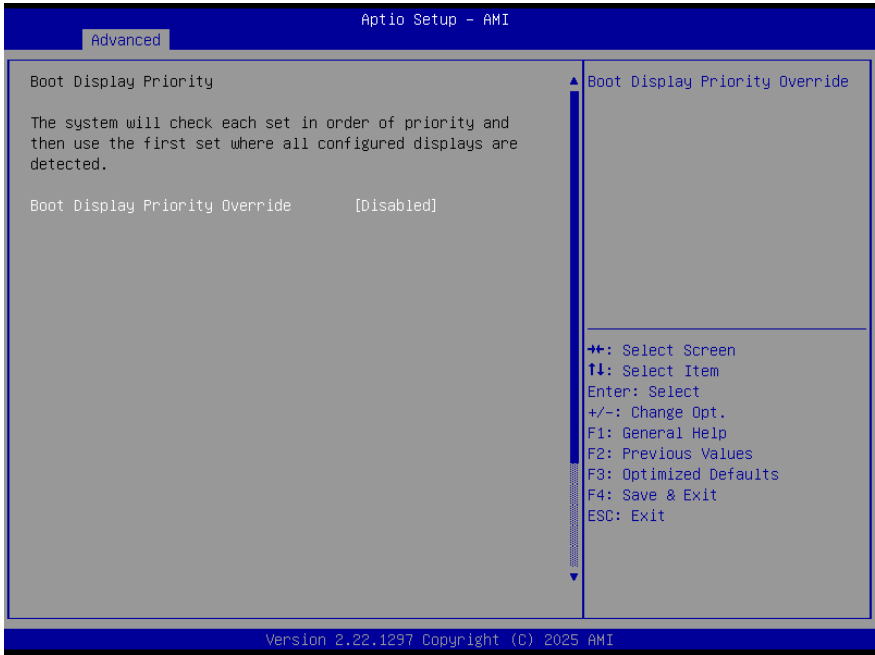 Aptio Setup - AMI
Advanced
Boot Display Priority
The system will check each set in order of priority and
then use the first set where all configured displays are
detected.
Boot Display Priority Override [Disabled]
Boot Display Priority Override
→←: Select Screen
↑↓: Select Item
Enter: Select
+/-: Change Opt.
F1: General Help
F2: Previous Values
F3: Optimized Defaults
F4: Save & Exit
ESC: Exit
Version 2.22.1297 Copyright (C) 2025 AMI